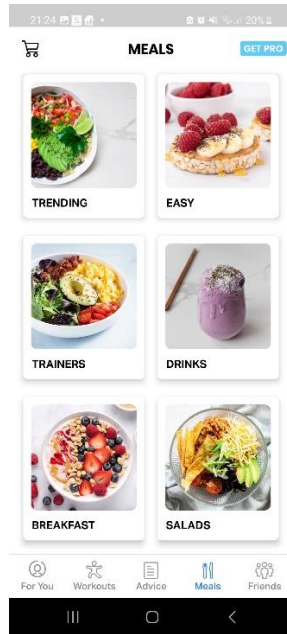 21:24
20%
MEALS
GET PRO
TRENDING
EASY
TRAINERS
DRINKS
BREAKFAST
SALADS
For You
Workouts
Advice
Meals
Friends